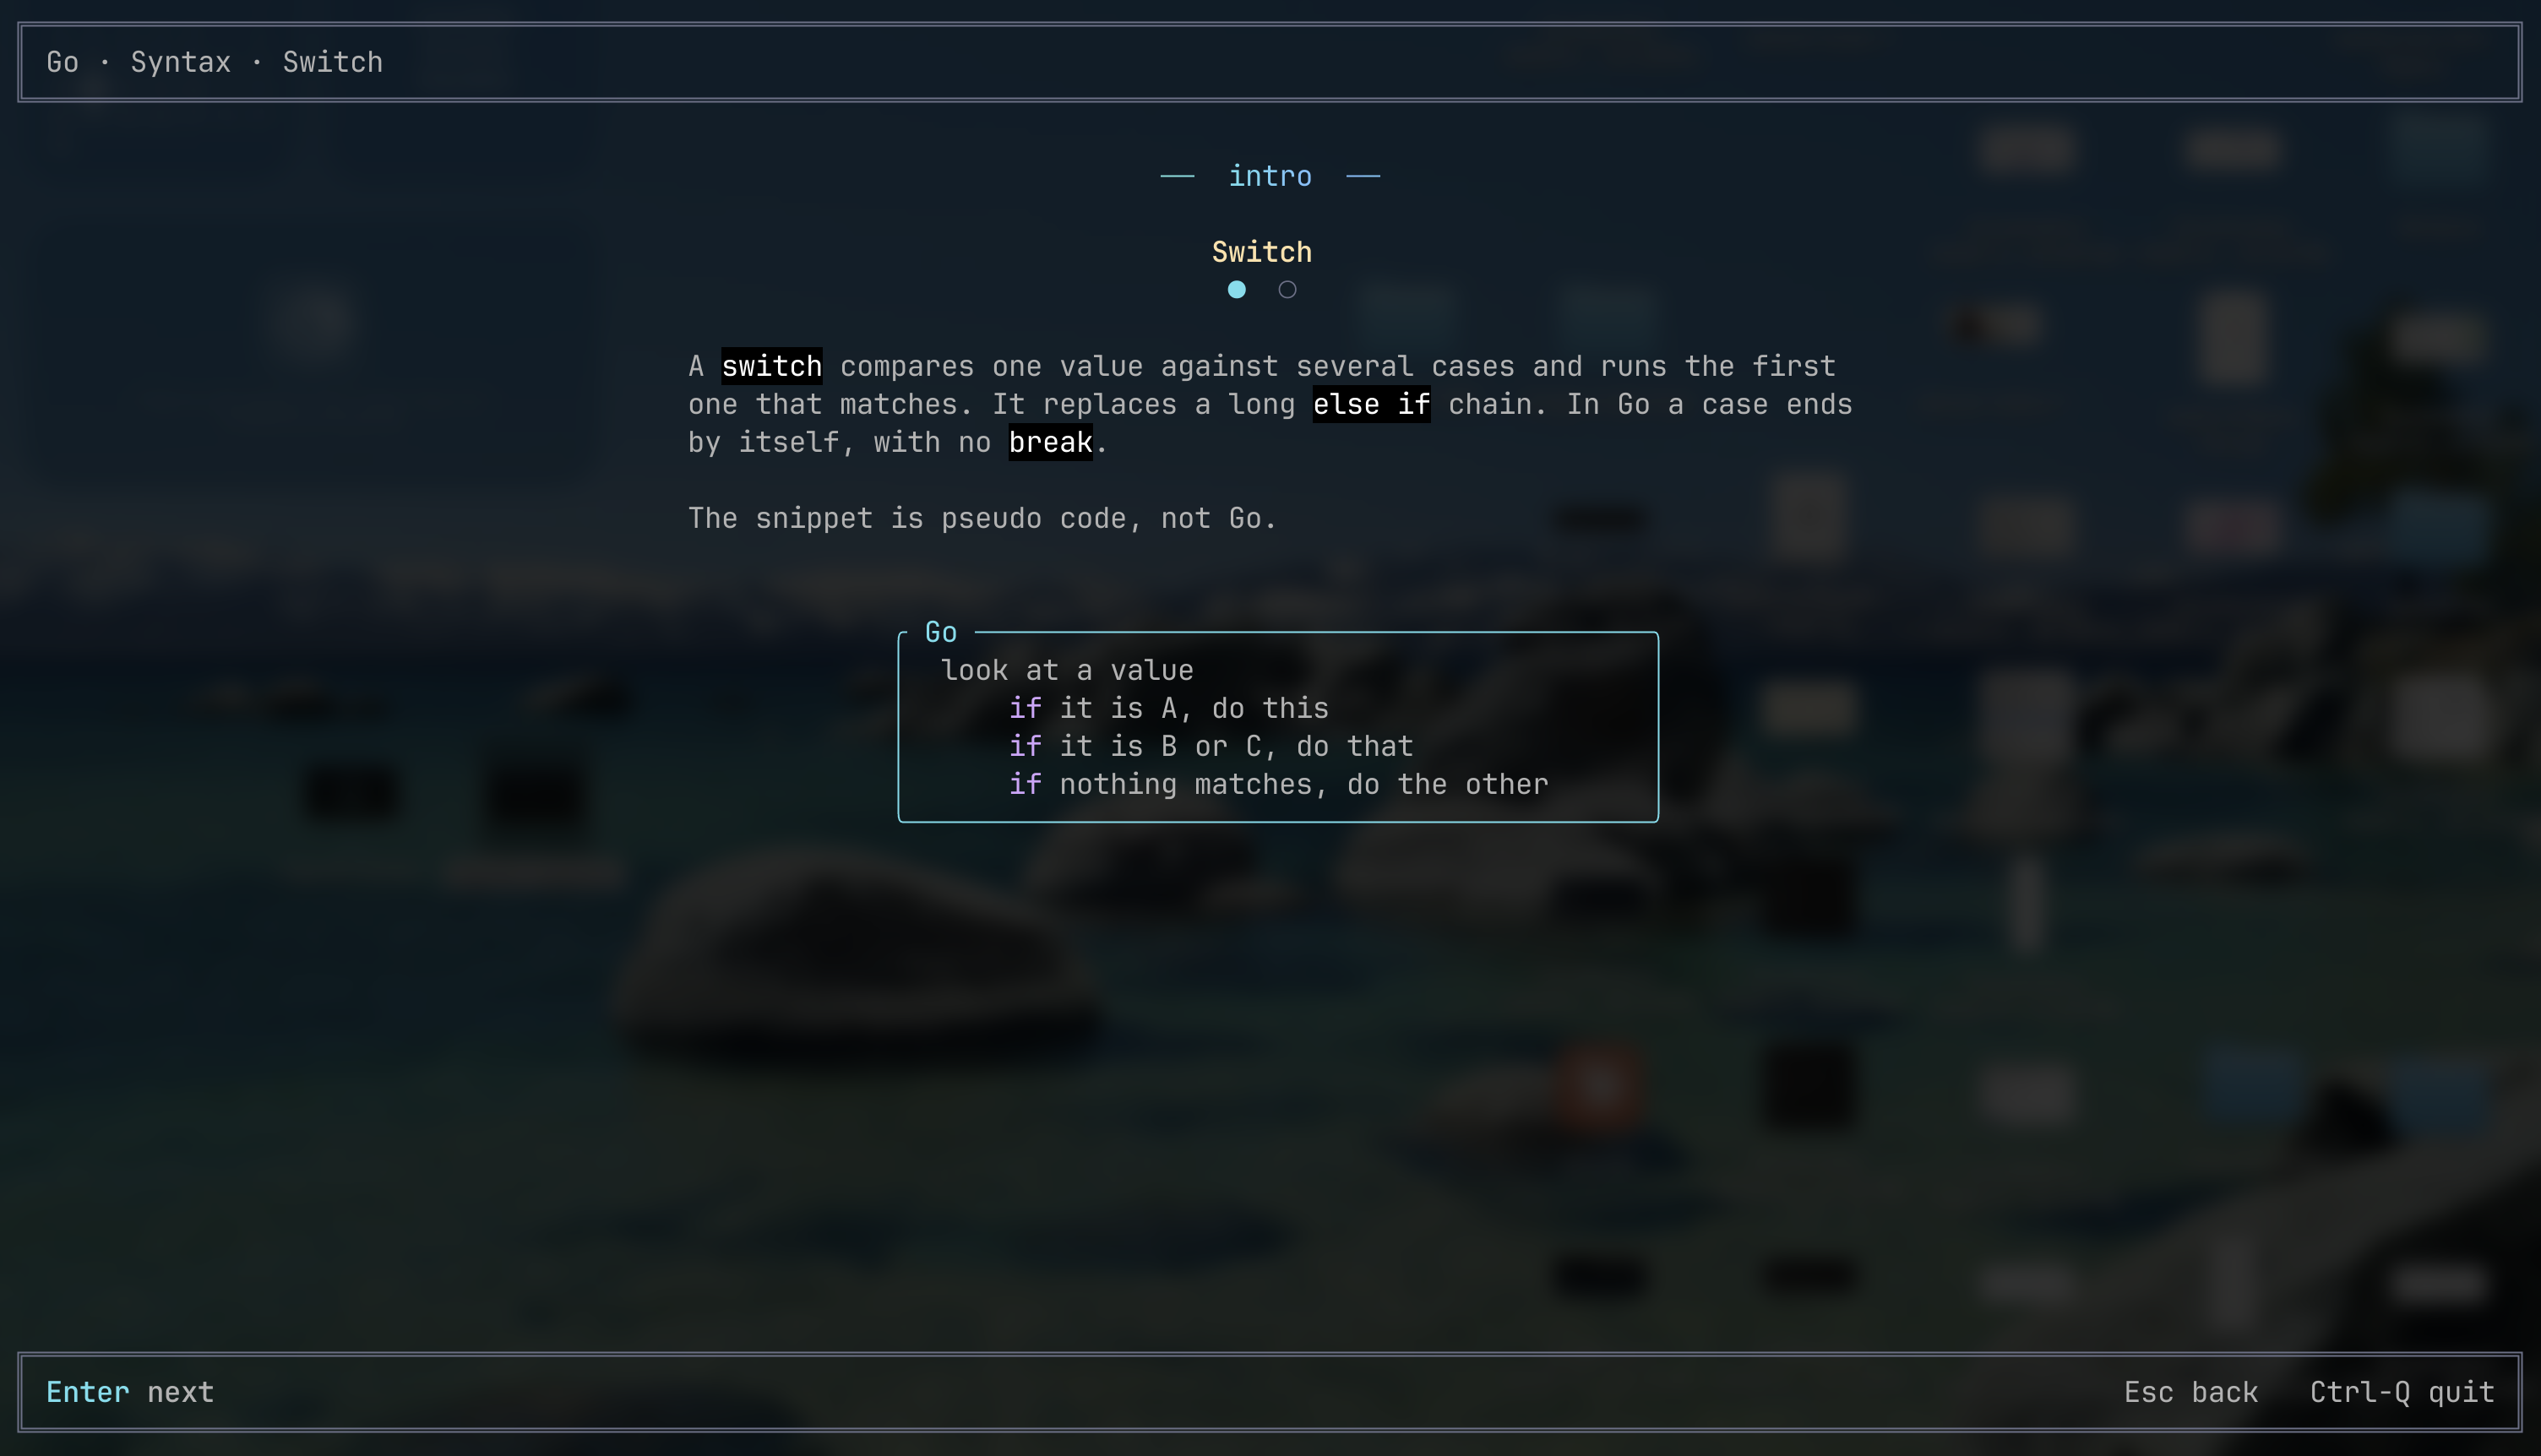 Go · Syntax · Switch
intro
Switch
A switch compares one value against several cases and runs the first
one that matches. It replaces a long else if chain. In Go a case ends
by itself, with no break.
The snippet is pseudo code, not Go.
Go
look at a value
if it is A, do this
if it is B or C, do that
if nothing matches, do the other
Enter next
Esc back
Ctrl-Q quit